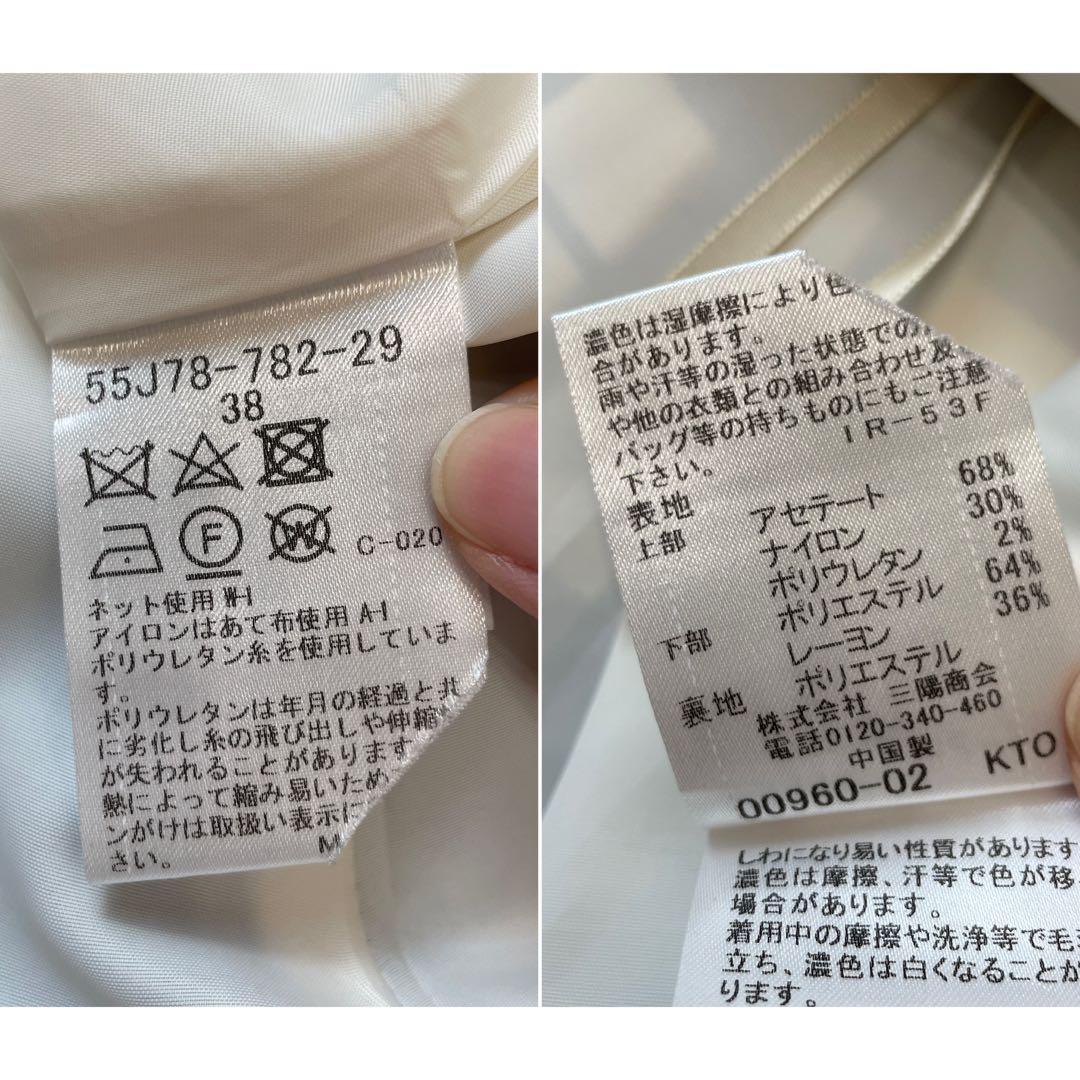 55J78-782-29
38
F
W
C-020
ネット使用 W-I
アイロンはあて布使用 A-I
ポリウレタン糸を使用していま
す。
ポリウレタンは年月の経過と共
に劣化し糸の飛び出しや伸縮
が失われることがあります
熱によって縮み易いため
ンがけは取扱い表示に
さい。
M
濃色は湿摩擦により色
合があります。
雨や汗等の湿った状態での
や他の衣類との組み合わせ及
バッグ等の持ちものにもご注意
下さい。
IR-53F
表地
上部 アセテート 68%
ナイロン 30%
ポリウレタン 2%
下部 ポリエステル 64%
レーヨン 36%
裏地 ポリエステル
株式会社 三陽商会
電話0120-340-460
中国製
00960-02 KTO
しわになり易い性質があります
濃色は摩擦、汗等で色が移
場合があります。
着用中の摩擦や洗浄等で毛
立ち、濃色は白くなることが
ります。